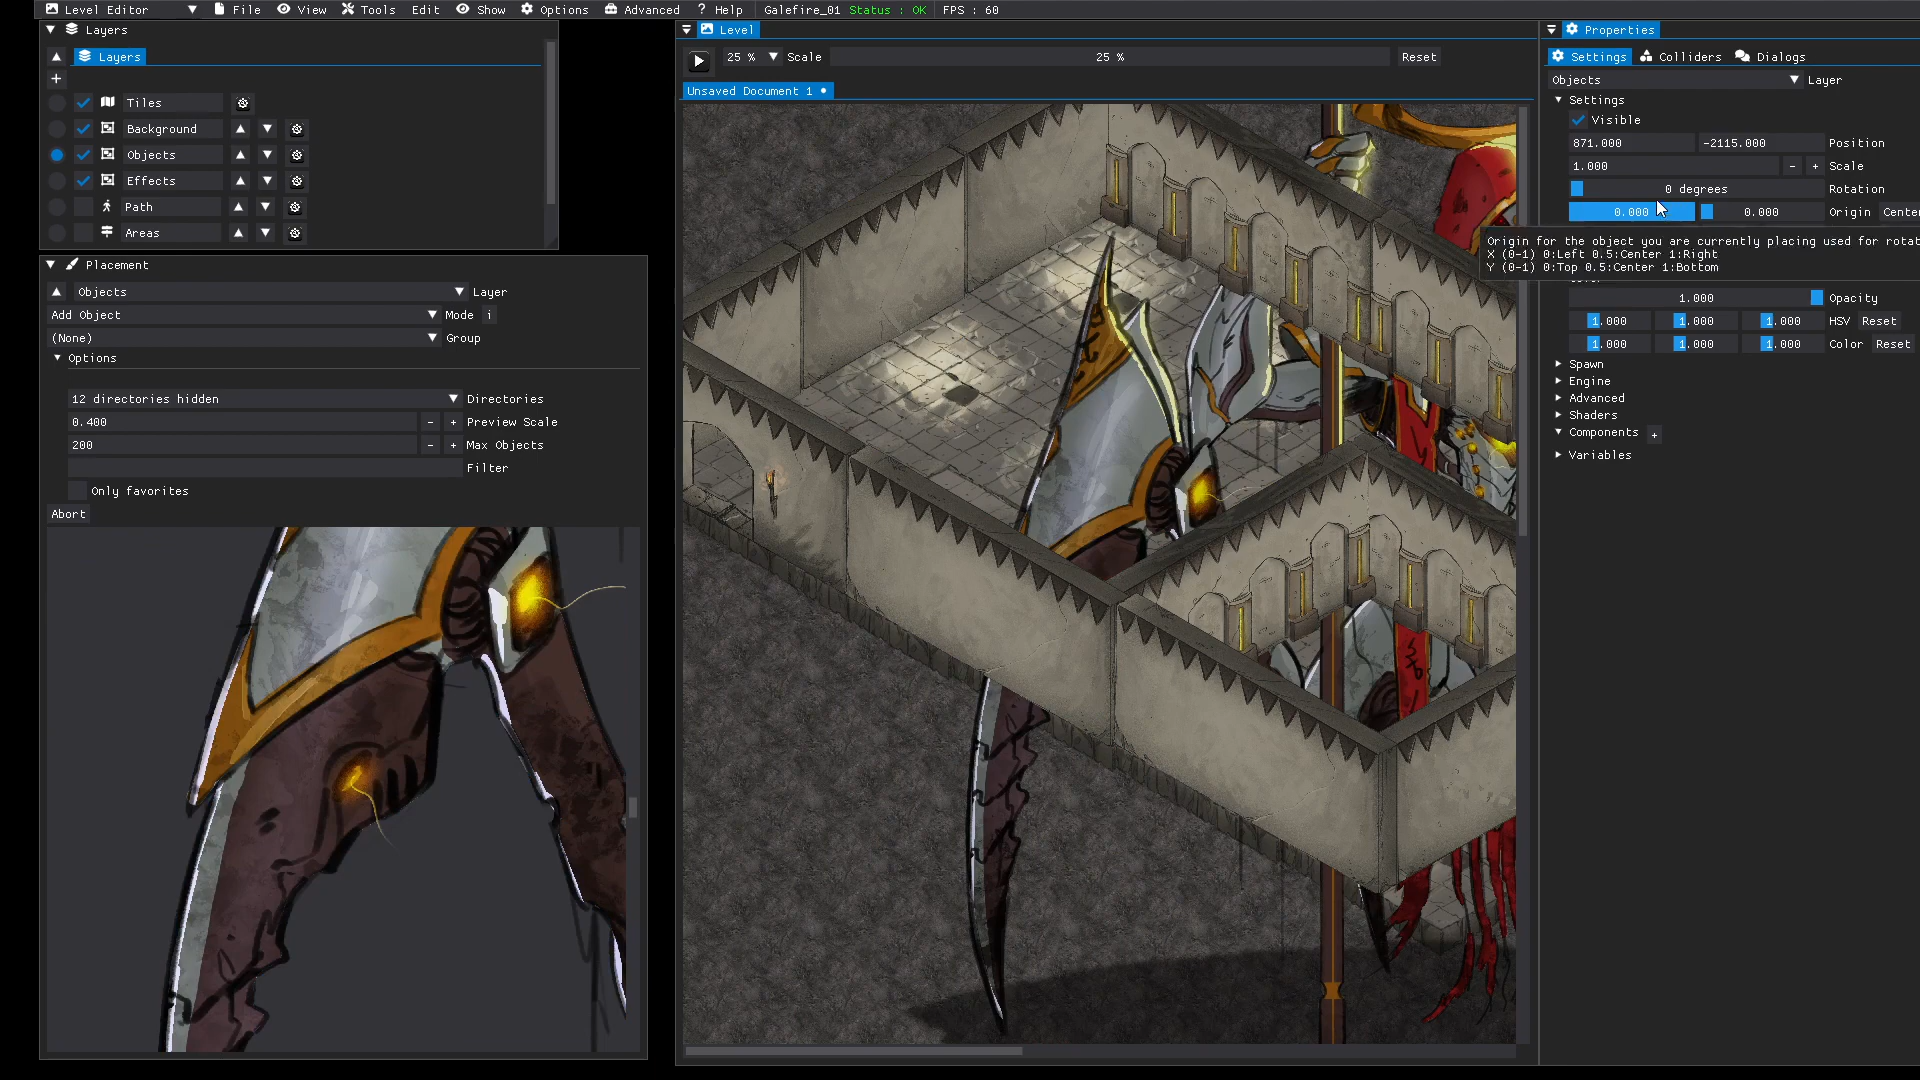 Level Editor File View Tools Edit Show Options Advanced ? Help Galefire_01 Status : OK FPS : 60
Layers
Layers
+
Tiles
Background
Objects
Effects
Path
Areas
Placement
Objects Layer
Add Object Mode i
(None) Group
Options
12 directories hidden Directories
0.400 - + Preview Scale
200 - + Max Objects
Filter
Only favorites
Abort
Level
25 % Scale 25 % Reset
Unsaved Document 1
Properties
Settings Colliders Dialogs
Objects Layer
Settings
Visible
871.000 -2115.000 Position
1.000 - + Scale
0 degrees Rotation
0.000 0.000 Origin Cente
Origin for the object you are currently placing used for rotat
X (0-1) 0:Left 0.5:Center 1:Right
Y (0-1) 0:Top 0.5:Center 1:Bottom
1.000 Opacity
1.000 1.000 1.000 HSV Reset
1.000 1.000 1.000 Color Reset
Spawn
Engine
Advanced
Shaders
Components +
Variables